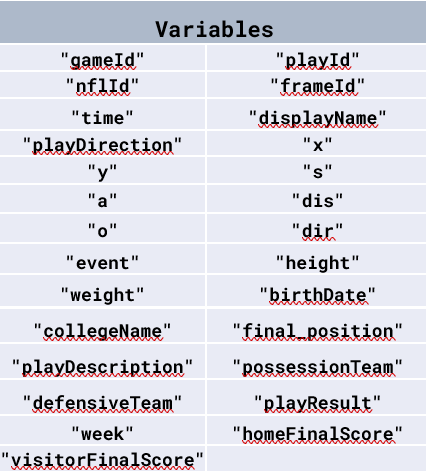 Variables
"gameId" "playId"
"nflId" "frameId"
"time" "displayName"
"playDirection" "x"
"y" "s"
"a" "dis"
"o" "dir"
"event" "height"
"weight" "birthDate"
"collegeName" "final_position"
"playDescription" "possessionTeam"
"defensiveTeam" "playResult"
"week" "homeFinalScore"
"visitorFinalScore"